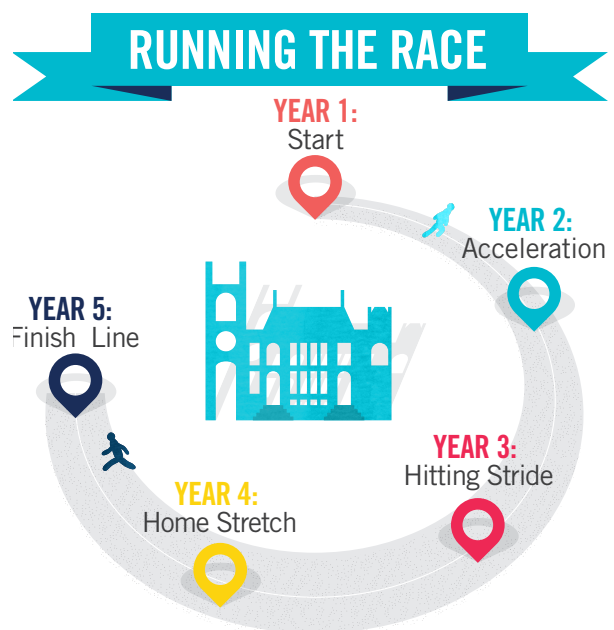 RUNNING THE RACE
YEAR 1:
Start
YEAR 2:
Acceleration
YEAR 3:
Hitting Stride
YEAR 4:
Home Stretch
YEAR 5:
Finish Line